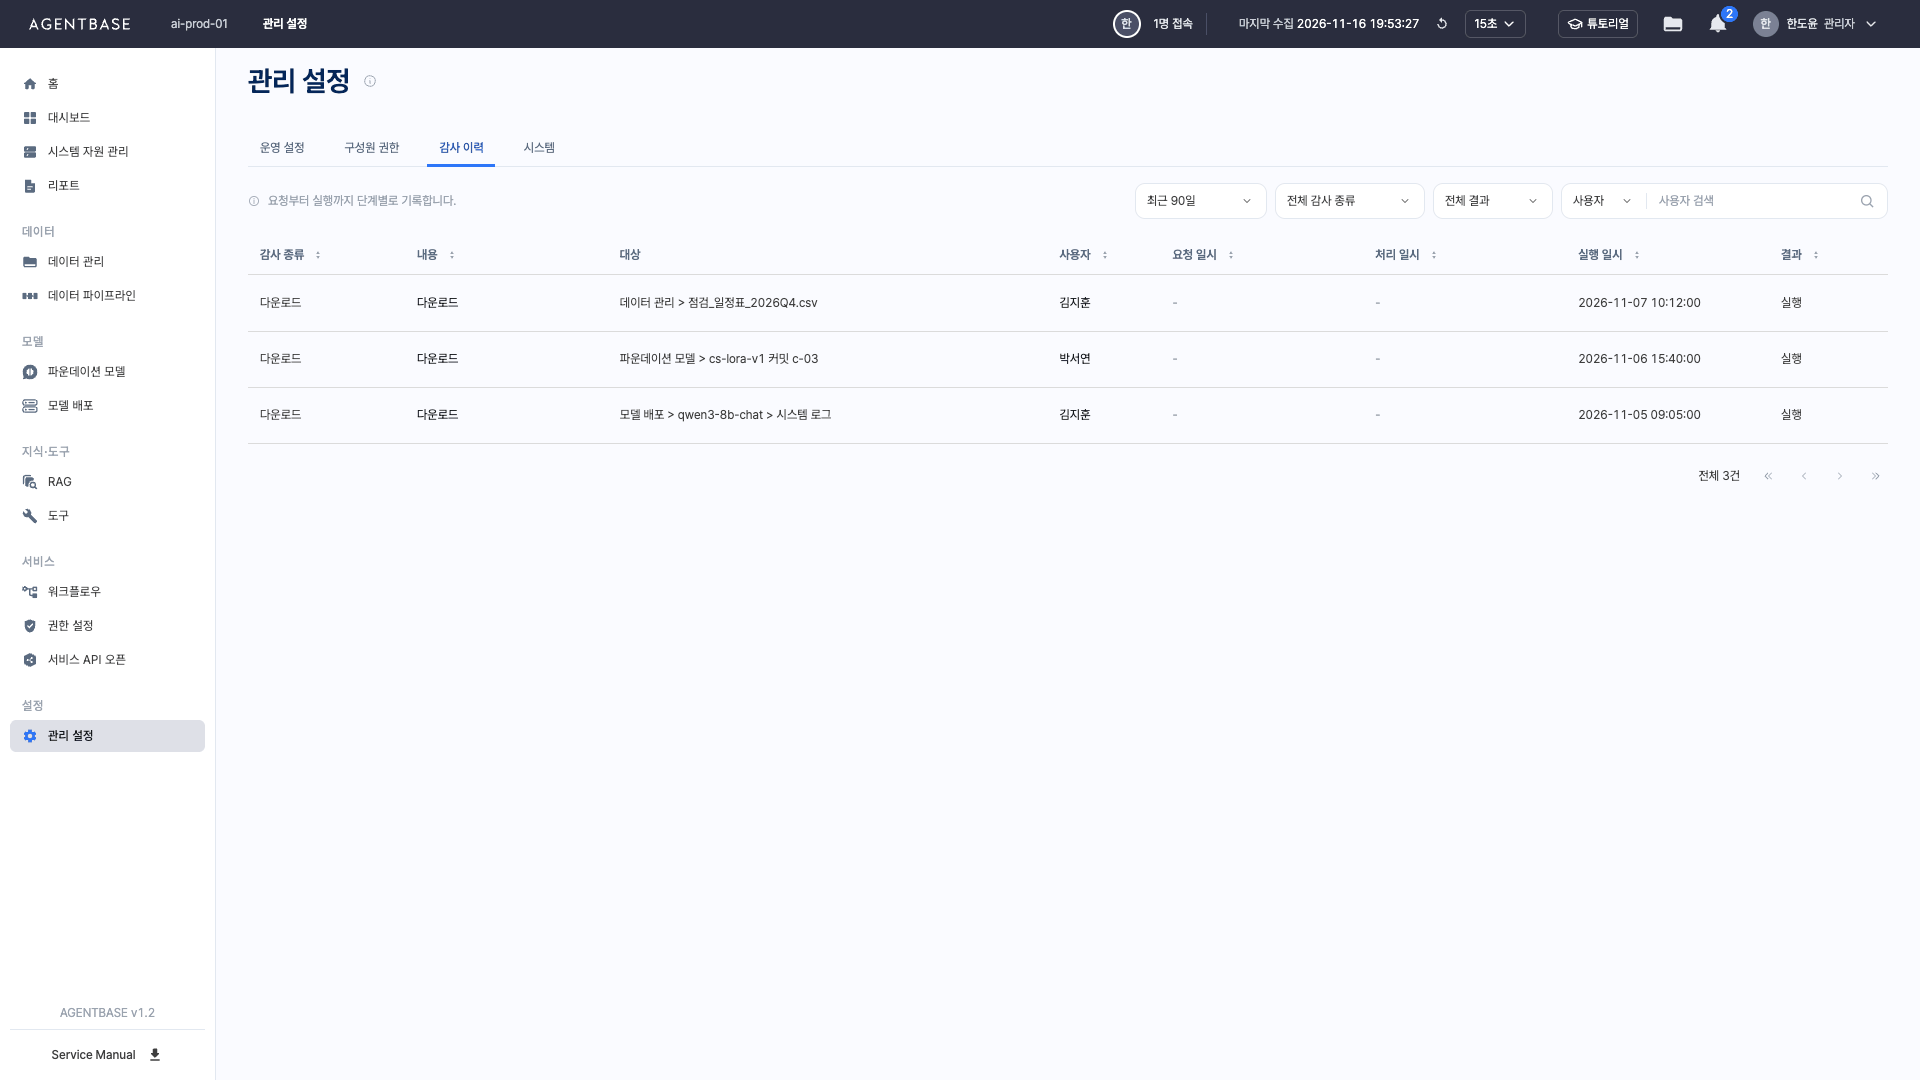 AGENTBASE
ai-prod-01
관리 설정
한
1명 접속
마지막 수집 2026-11-16 19:53:27
15초
튜토리얼
2
한
한도윤 관리자
홈
대시보드
시스템 자원 관리
리포트
데이터
데이터 관리
데이터 파이프라인
모델
파운데이션 모델
모델 배포
지식·도구
RAG
도구
서비스
워크플로우
권한 설정
서비스 API 오픈
설정
관리 설정
AGENTBASE v1.2
Service Manual
관리 설정
운영 설정
구성원 권한
감사 이력
시스템
요청부터 실행까지 단계별로 기록합니다.
최근 90일
전체 감사 종류
전체 결과
사용자
사용자 검색
감사 종류 내용 대상 사용자 요청 일시 처리 일시 실행 일시 결과
다운로드 다운로드 데이터 관리 > 점검_일정표_2026Q4.csv 김지훈 - - 2026-11-07 10:12:00 실행
다운로드 다운로드 파운데이션 모델 > cs-lora-v1 커밋 c-03 박서연 - - 2026-11-06 15:40:00 실행
다운로드 다운로드 모델 배포 > qwen3-8b-chat > 시스템 로그 김지훈 - - 2026-11-05 09:05:00 실행
전체 3건